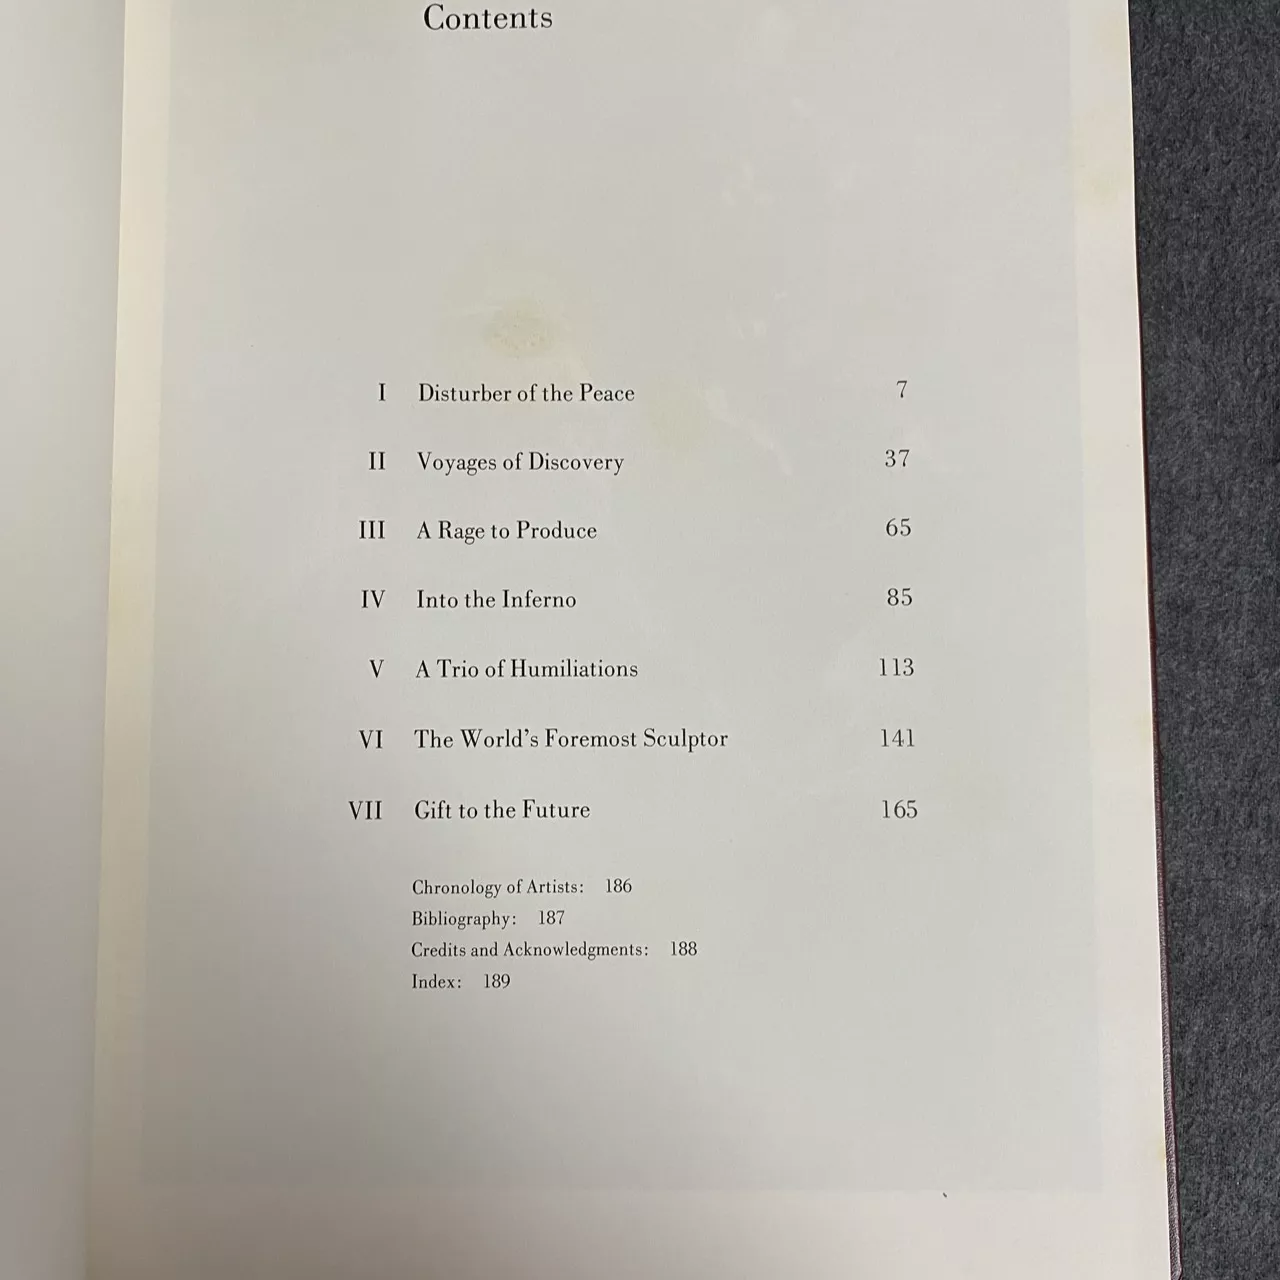 Contents
I Disturber of the Peace 7
II Voyages of Discovery 37
III A Rage to Produce 65
IV Into the Inferno 85
V A Trio of Humiliations 113
VI The World's Foremost Sculptor 141
VII Gift to the Future 165
Chronology of Artists: 186
Bibliography: 187
Credits and Acknowledgments: 188
Index: 189